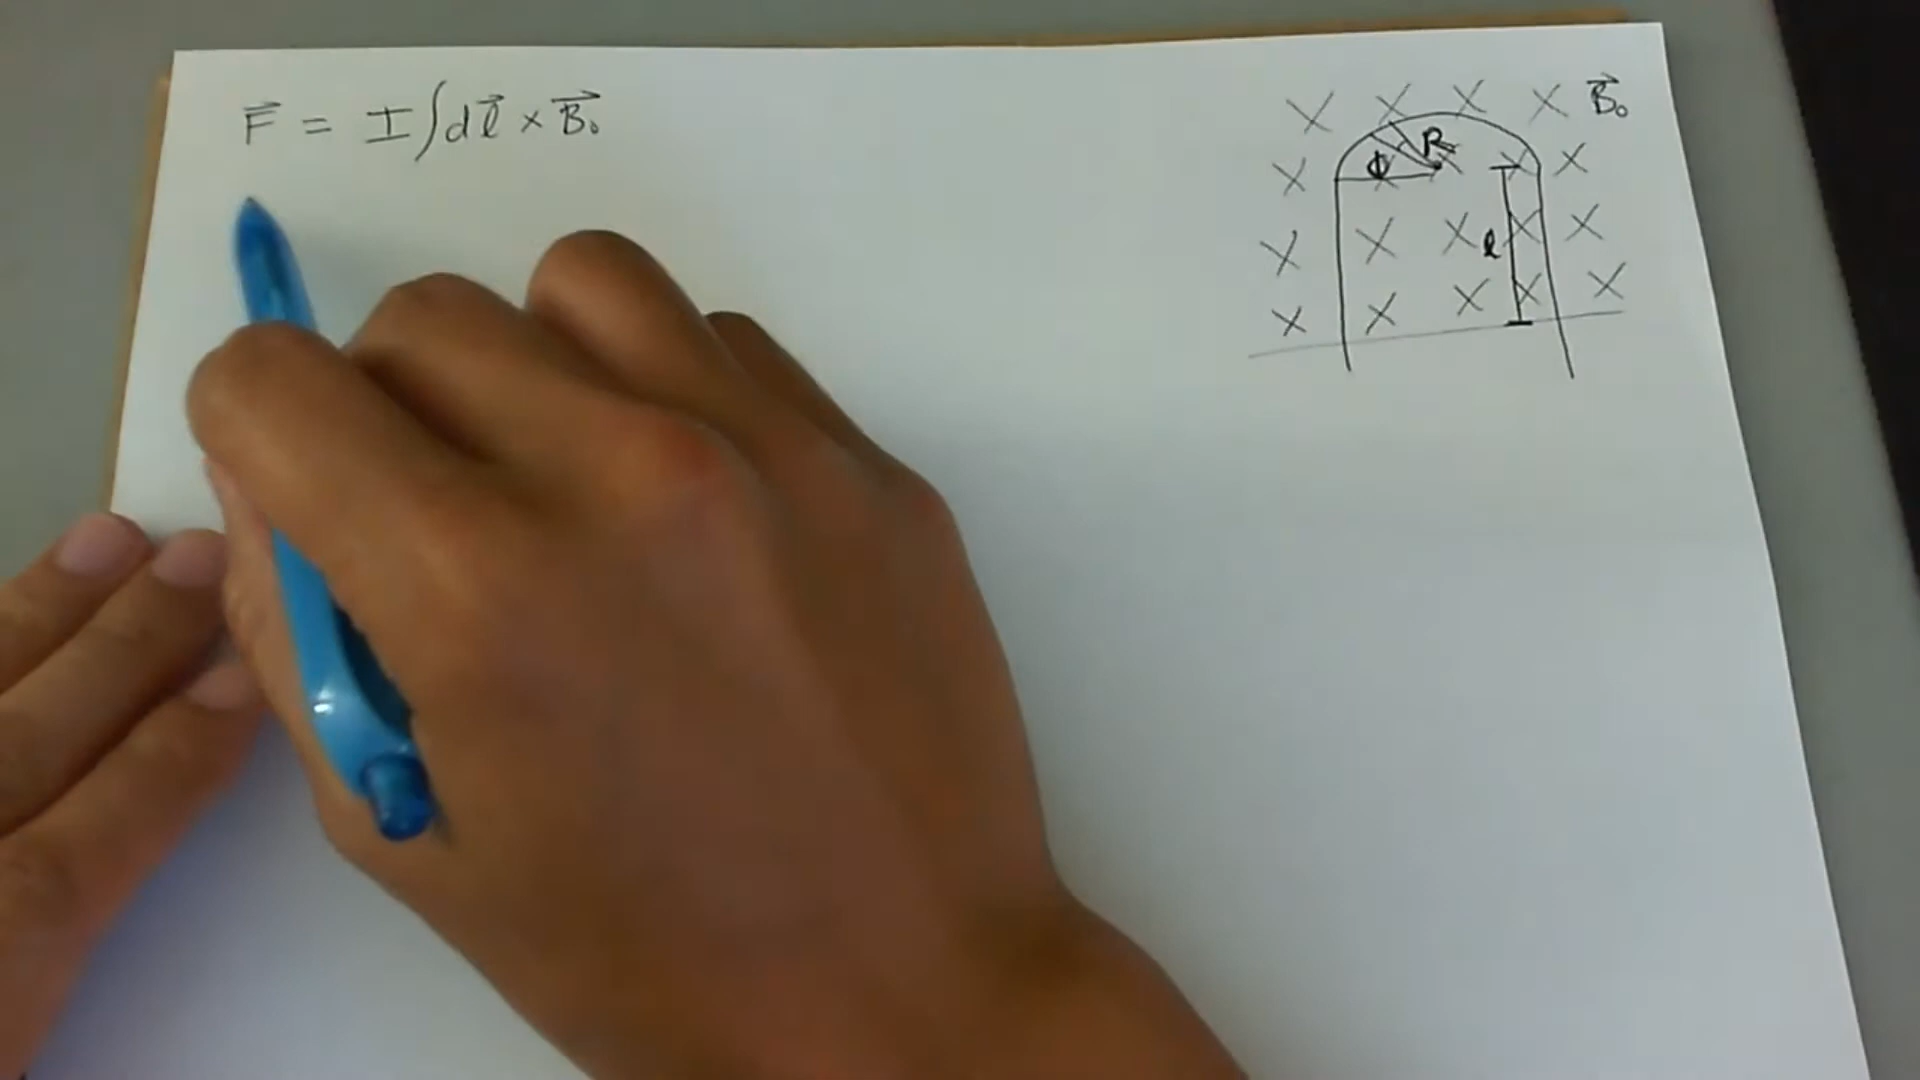 F⃗ = I∫dl⃗ × B⃗₀
B⃗₀
R
ϕ
l